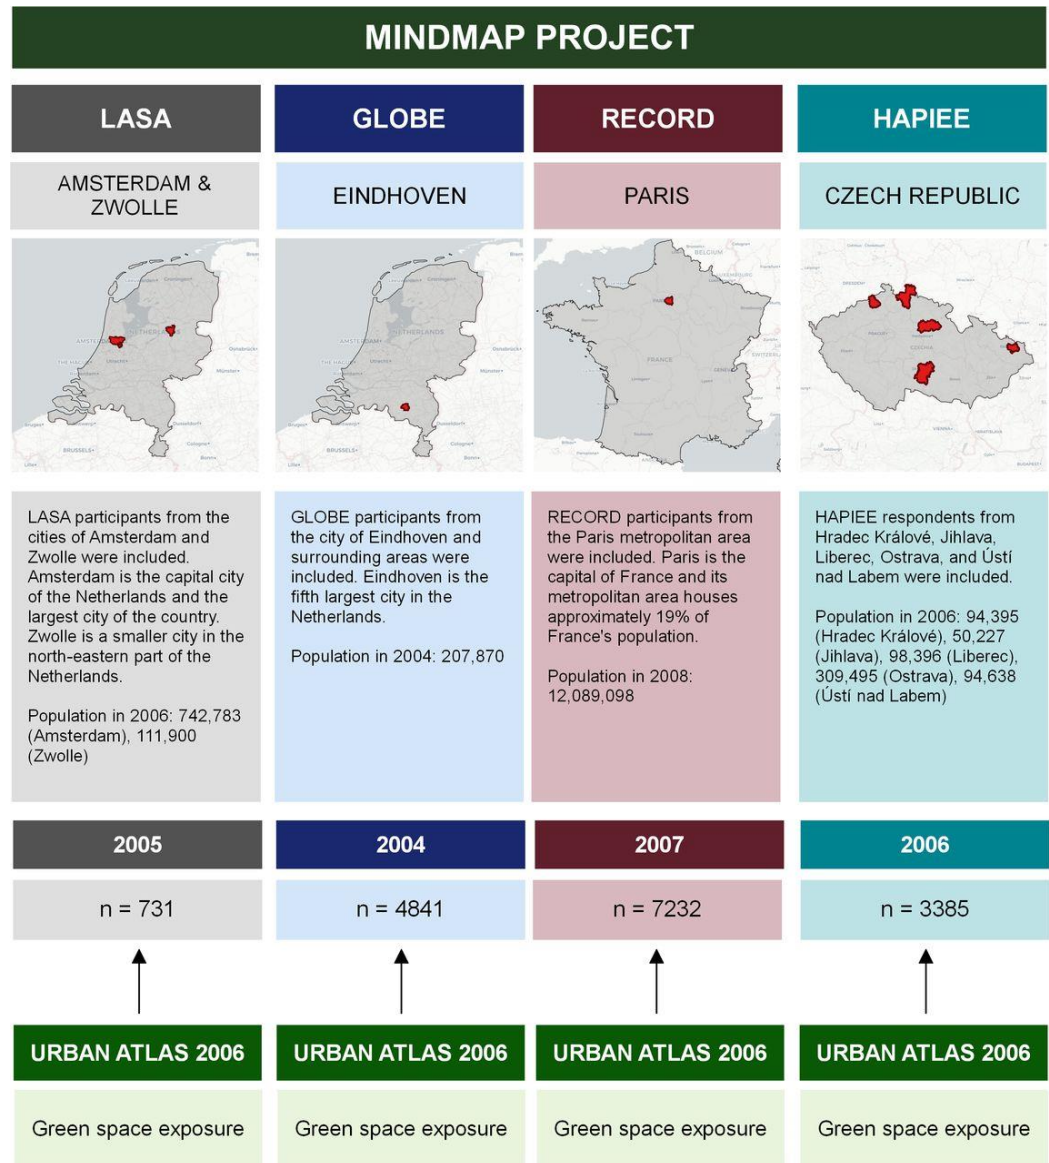 MINDMAP PROJECT
LASA
GLOBE
RECORD
HAPIEE
AMSTERDAM &
ZWOLLE
EINDHOVEN
PARIS
CZECH REPUBLIC
LASA participants from the
cities of Amsterdam and
Zwolle were included.
Amsterdam is the capital city
of the Netherlands and the
largest city of the country.
Zwolle is a smaller city in the
north-eastern part of the
Netherlands.
Population in 2006: 742,783
(Amsterdam), 111,900
(Zwolle)
GLOBE participants from
the city of Eindhoven and
surrounding areas were
included. Eindhoven is the
fifth largest city in the
Netherlands.
Population in 2004: 207,870
RECORD participants from
the Paris metropolitan area
were included. Paris is the
capital of France and its
metropolitan area houses
approximately 19% of
France's population.
Population in 2008:
12,089,098
HAPIEE respondents from
Hradec Králové, Jihlava,
Liberec, Ostrava, and Ústí
nad Labem were included.
Population in 2006: 94,395
(Hradec Králové), 50,227
(Jihlava), 98,396 (Liberec),
309,495 (Ostrava), 94,638
(Ústí nad Labem)
2005
2004
2007
2006
n = 731
n = 4841
n = 7232
n = 3385
URBAN ATLAS 2006
URBAN ATLAS 2006
URBAN ATLAS 2006
URBAN ATLAS 2006
Green space exposure
Green space exposure
Green space exposure
Green space exposure